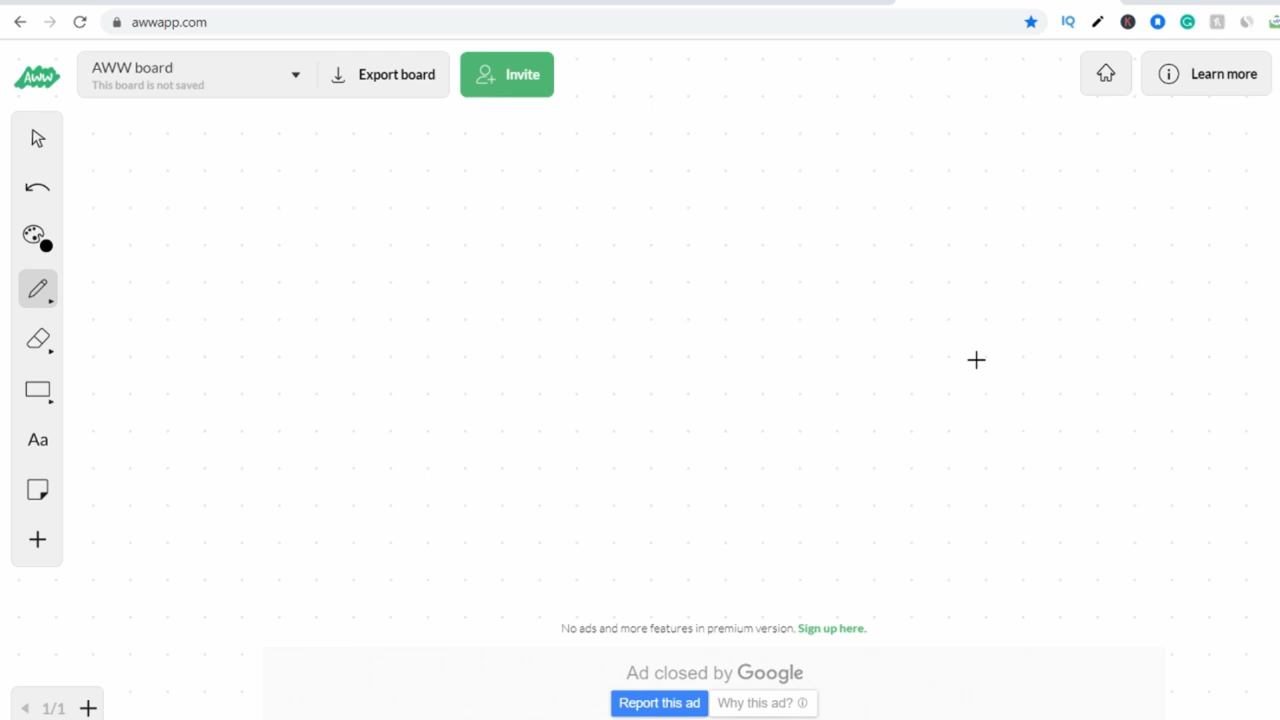 awwapp.com
IQ
AWW
AWW board
This board is not saved
Export board
Invite
Learn more
Aa
No ads and more features in premium version. Sign up here.
Ad closed by Google
Report this ad
Why this ad?
1/1